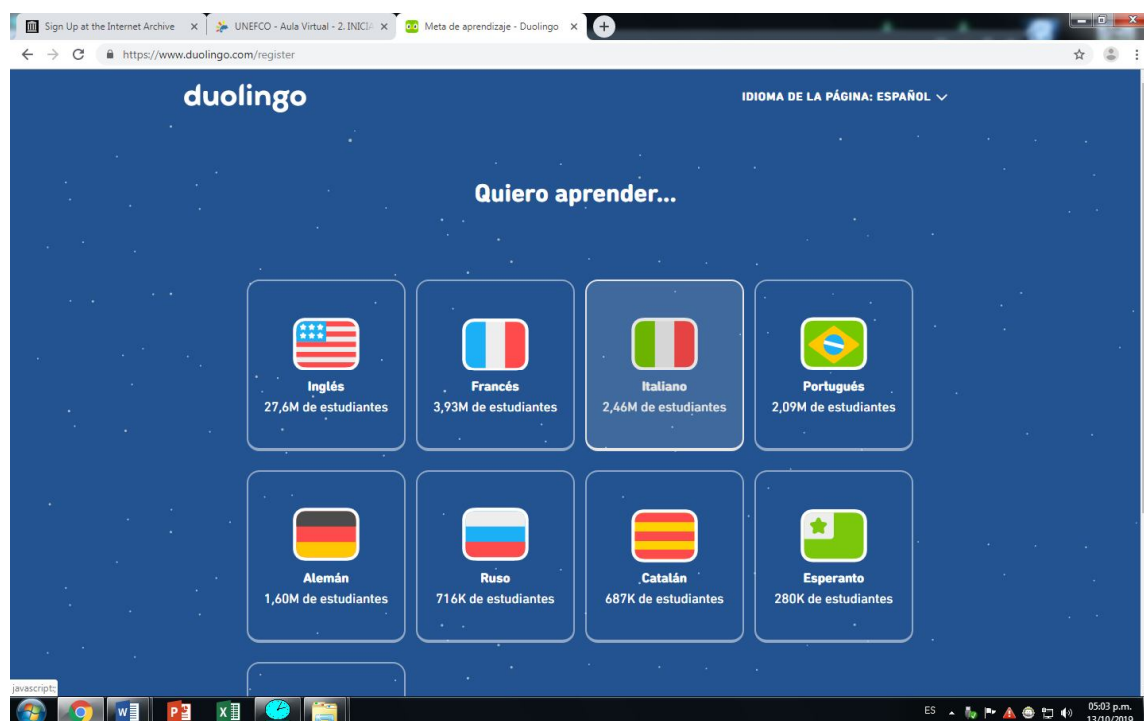 Sign Up at the Internet Archive
UNEFCO - Aula Virtual - 2. INICIA
Meta de aprendizaje - Duolingo
https://www.duolingo.com/register
duolingo
IDIOMA DE LA PÁGINA: ESPAÑOL
Quiero aprender...
Inglés
27,6M de estudiantes
Francés
3,93M de estudiantes
Italiano
2,46M de estudiantes
Portugués
2,09M de estudiantes
Alemán
1,60M de estudiantes
Ruso
716K de estudiantes
Catalán
687K de estudiantes
Esperanto
280K de estudiantes
javascript:;
ES
05:03 p.m.
13/10/2019